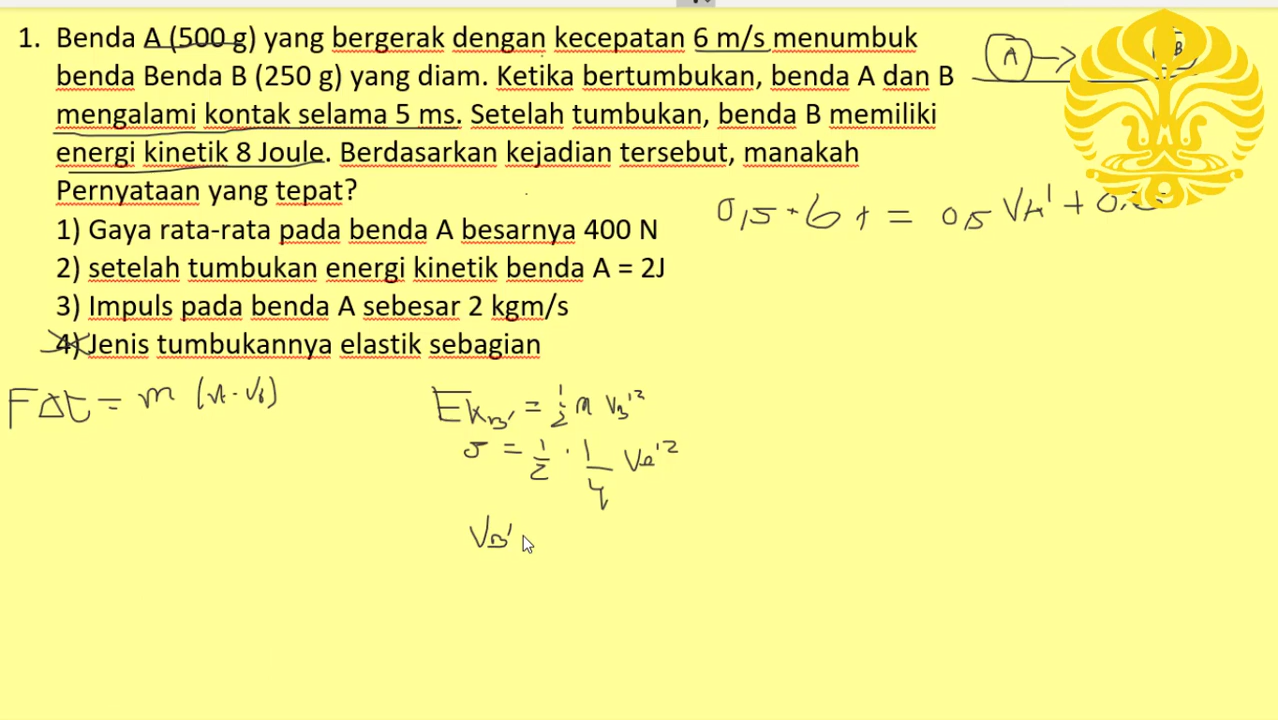 1. Benda A (500 g) yang bergerak dengan kecepatan 6 m/s menumbuk
benda Benda B (250 g) yang diam. Ketika bertumbukan, benda A dan B
mengalami kontak selama 5 ms. Setelah tumbukan, benda B memiliki
energi kinetik 8 Joule. Berdasarkan kejadian tersebut, manakah
Pernyataan yang tepat?
1) Gaya rata-rata pada benda A besarnya 400 N
2) setelah tumbukan energi kinetik benda A = 2J
3) Impuls pada benda A sebesar 2 kgm/s
4) Jenis tumbukannya elastik sebagian
A
B
0,5 · 6 + = 0,5 VA' +
FΔt = m
EkB' = 1/2 m VB'²
= 1/2 · 1/4 VB'²
VB'